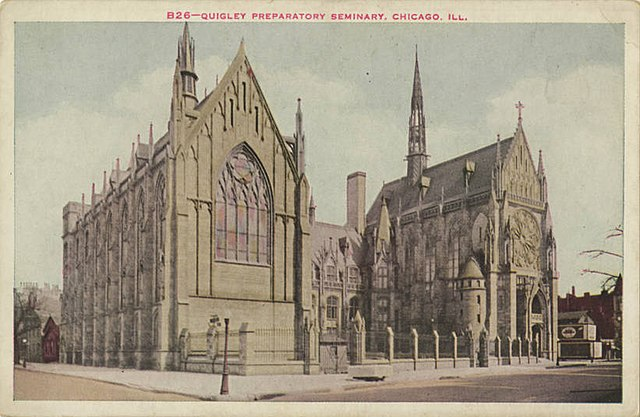 B26—QUIGLEY PREPARATORY SEMINARY, CHICAGO, ILL.